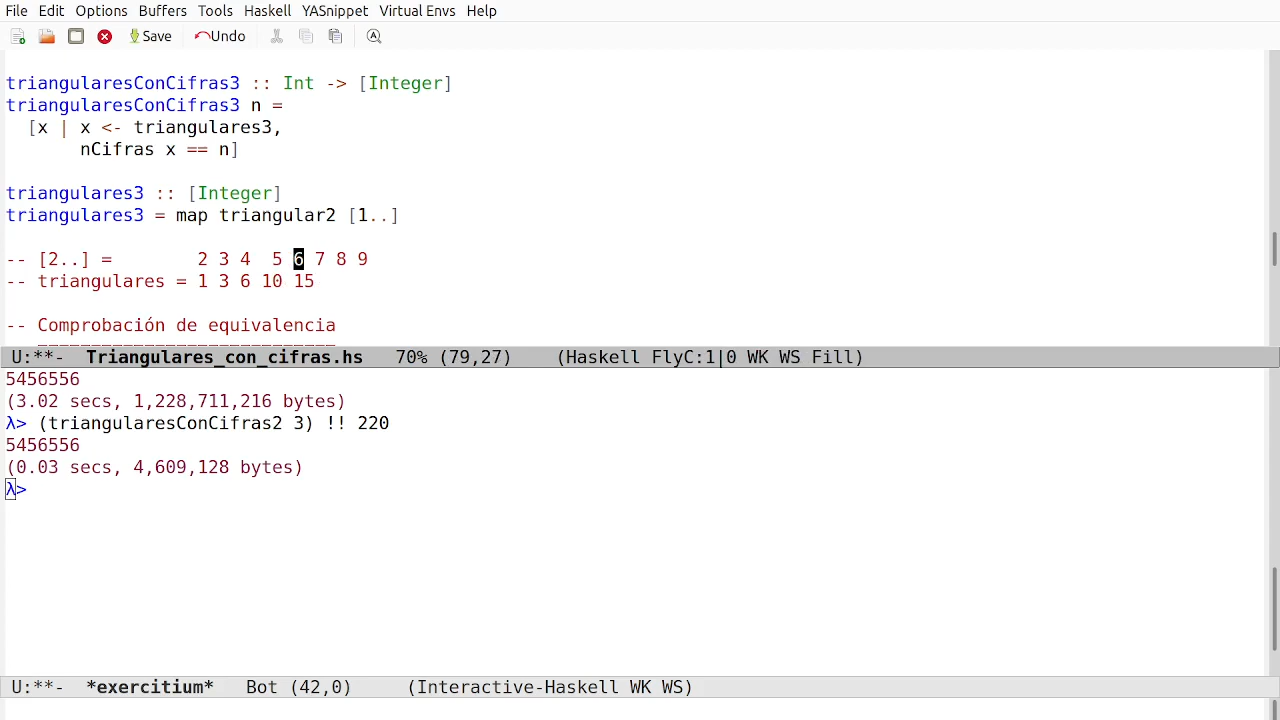 File Edit Options Buffers Tools Haskell YASnippet Virtual Envs Help
Save Undo
triangularesConCifras3 :: Int -> [Integer]
triangularesConCifras3 n =
  [x | x <- triangulares3,
       nCifras x == n]
triangulares3 :: [Integer]
triangulares3 = map triangular2 [1..]
-- [2..] =        2 3 4  5 6 7 8 9
-- triangulares = 1 3 6 10 15
-- Comprobación de equivalencia
U:**-  Triangulares_con_cifras.hs   70% (79,27)    (Haskell FlyC:1|0 WK WS Fill)
5456556
(3.02 secs, 1,228,711,216 bytes)
λ> (triangularesConCifras2 3) !! 220
5456556
(0.03 secs, 4,609,128 bytes)
λ>
U:**-  *exercitium*   Bot (42,0)     (Interactive-Haskell WK WS)